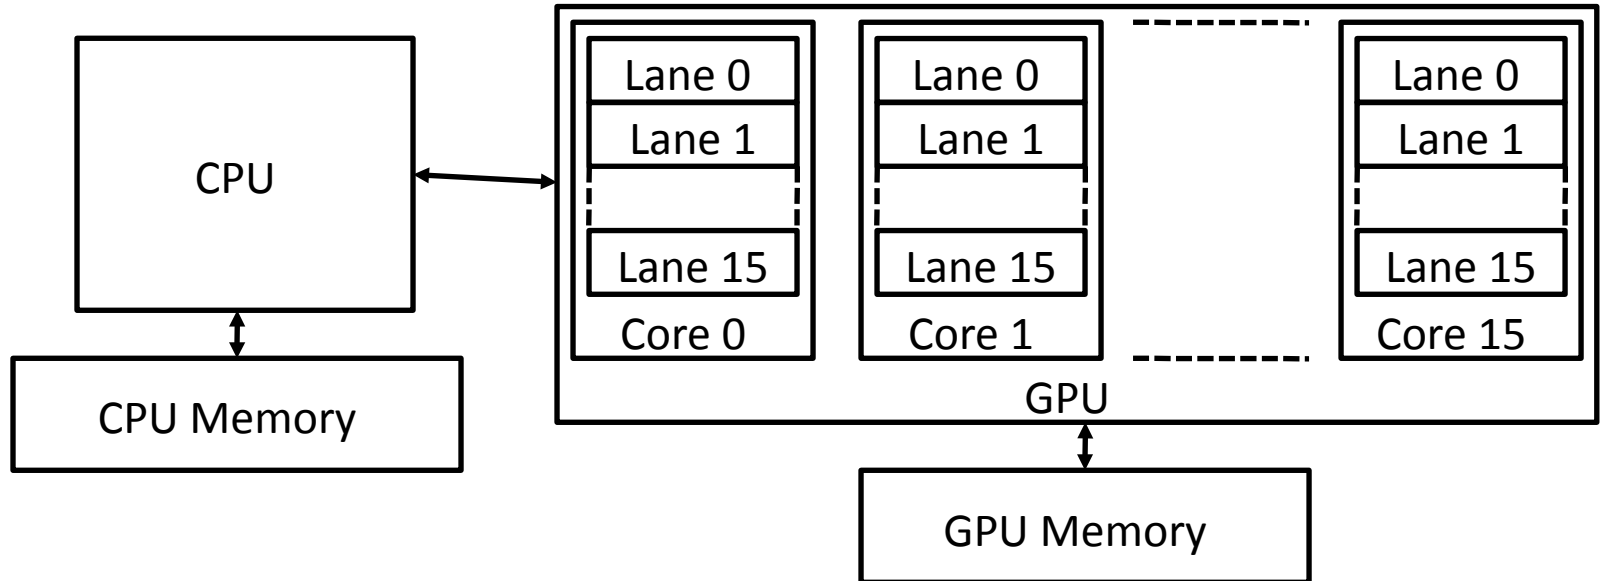 CPU
CPU Memory
Lane 0
Lane 1
Lane 15
Core 0
Lane 0
Lane 1
Lane 15
Core 1
Lane 0
Lane 1
Lane 15
Core 15
GPU
GPU Memory